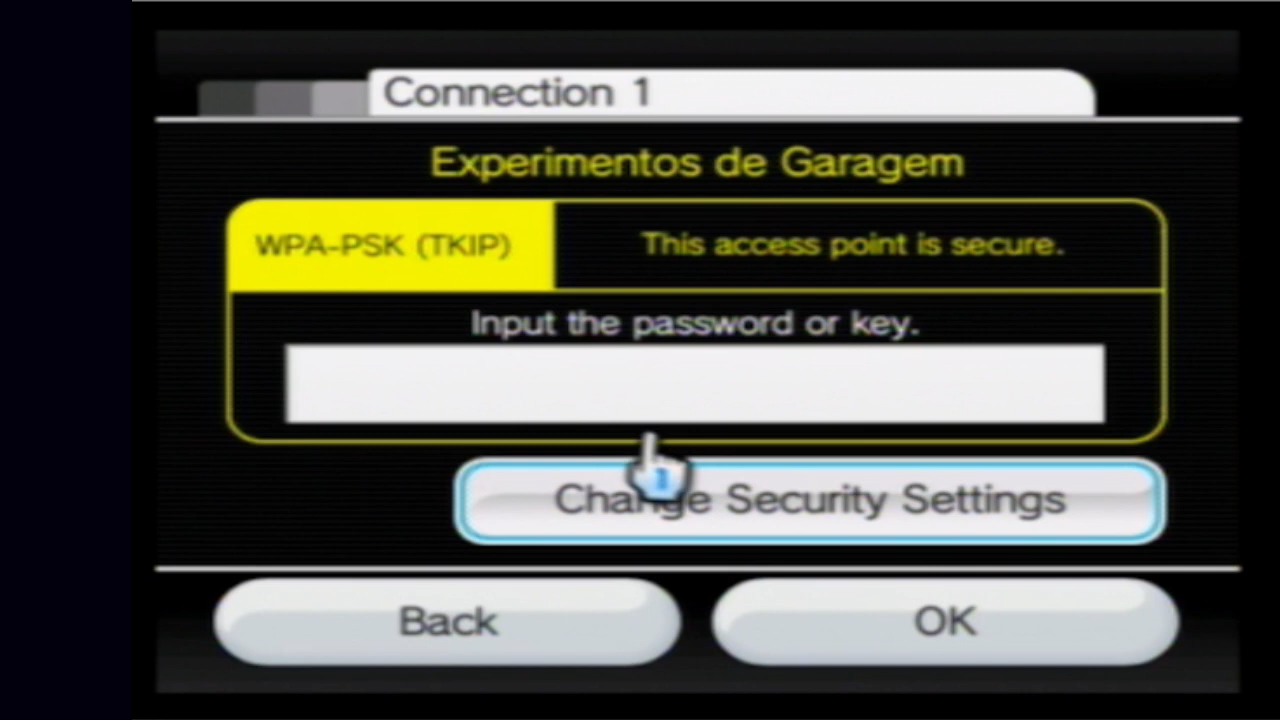 Connection 1
Experimentos de Garagem
WPA-PSK (TKIP)
This access point is secure.
Input the password or key.
1
Change Security Settings
Back
OK